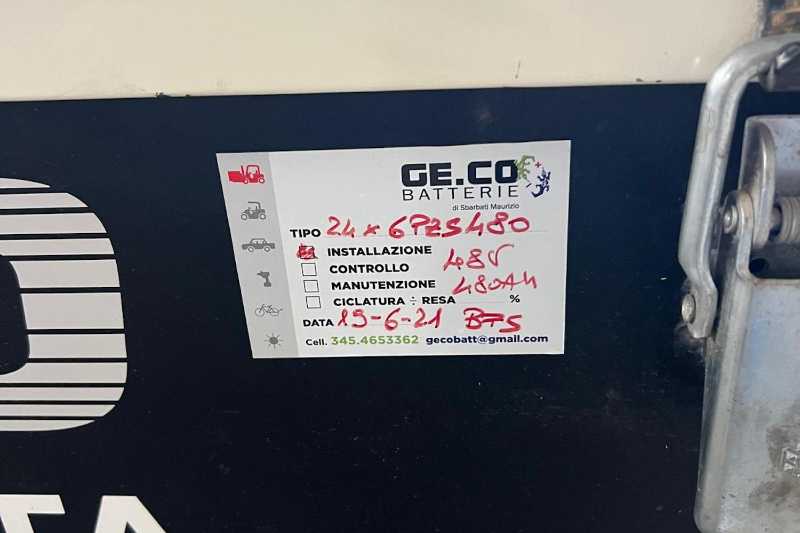 GE.CO
BATTERIE
di Sbarbati Maurizio
TIPO 24 x 6PZS480
INSTALLAZIONE
CONTROLLO 48V
MANUTENZIONE 480Ah
CICLATURA ÷ RESA %
DATA 19-6-21 BTS
Cell. 345.4653362 gecobatt@gmail.com